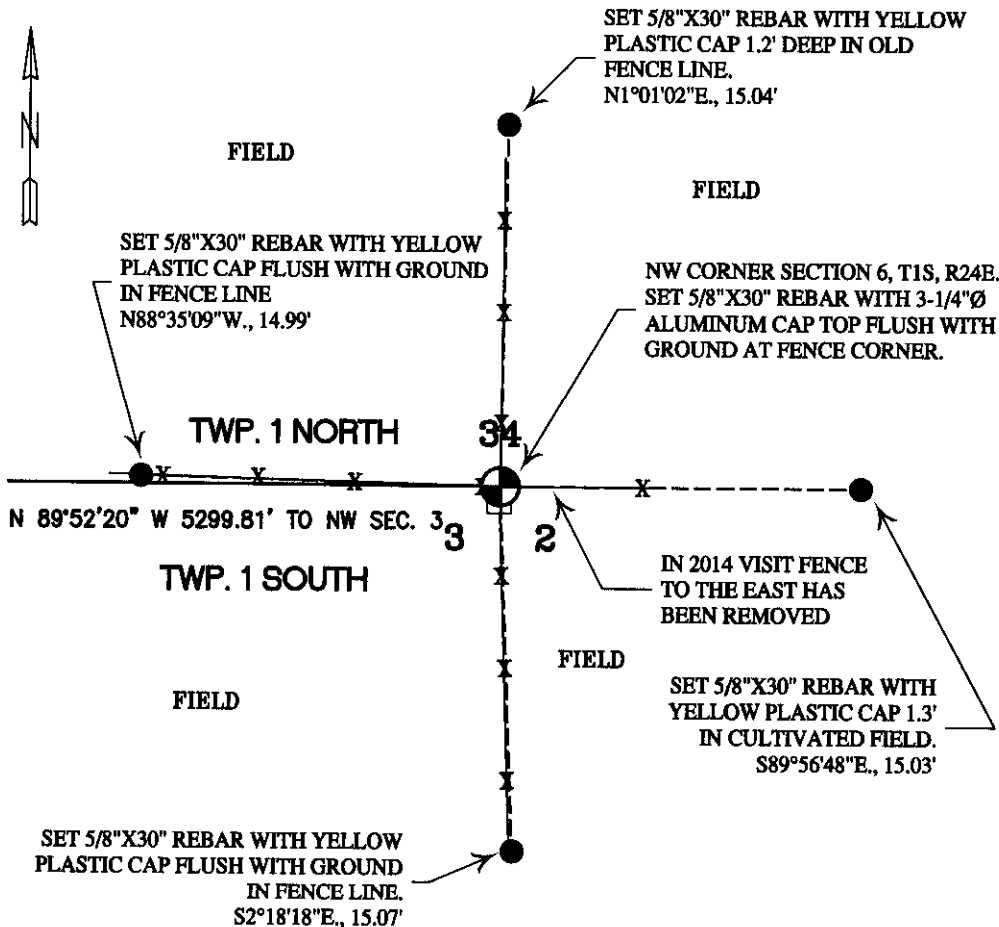 SET 5/8"X30" REBAR WITH YELLOW
PLASTIC CAP 1.2' DEEP IN OLD
FENCE LINE.
N1°01'02"E., 15.04'
N
FIELD
FIELD
SET 5/8"X30" REBAR WITH YELLOW
PLASTIC CAP FLUSH WITH GROUND
IN FENCE LINE
N88°35'09"W., 14.99'
NW CORNER SECTION 6, T1S, R24E.
SET 5/8"X30" REBAR WITH 3-1/4"Ø
ALUMINUM CAP TOP FLUSH WITH
GROUND AT FENCE CORNER.
X
X
X
TWP. 1 NORTH
34
X
X
X
X
X
N 89°52'20" W 5299.81' TO NW SEC. 3
3
2
TWP. 1 SOUTH
X
X
X
IN 2014 VISIT FENCE
TO THE EAST HAS
BEEN REMOVED
FIELD
FIELD
SET 5/8"X30" REBAR WITH
YELLOW PLASTIC CAP 1.3'
IN CULTIVATED FIELD.
S89°56'48"E., 15.03'
SET 5/8"X30" REBAR WITH YELLOW
PLASTIC CAP FLUSH WITH GROUND
IN FENCE LINE.
S2°18'18"E., 15.07'